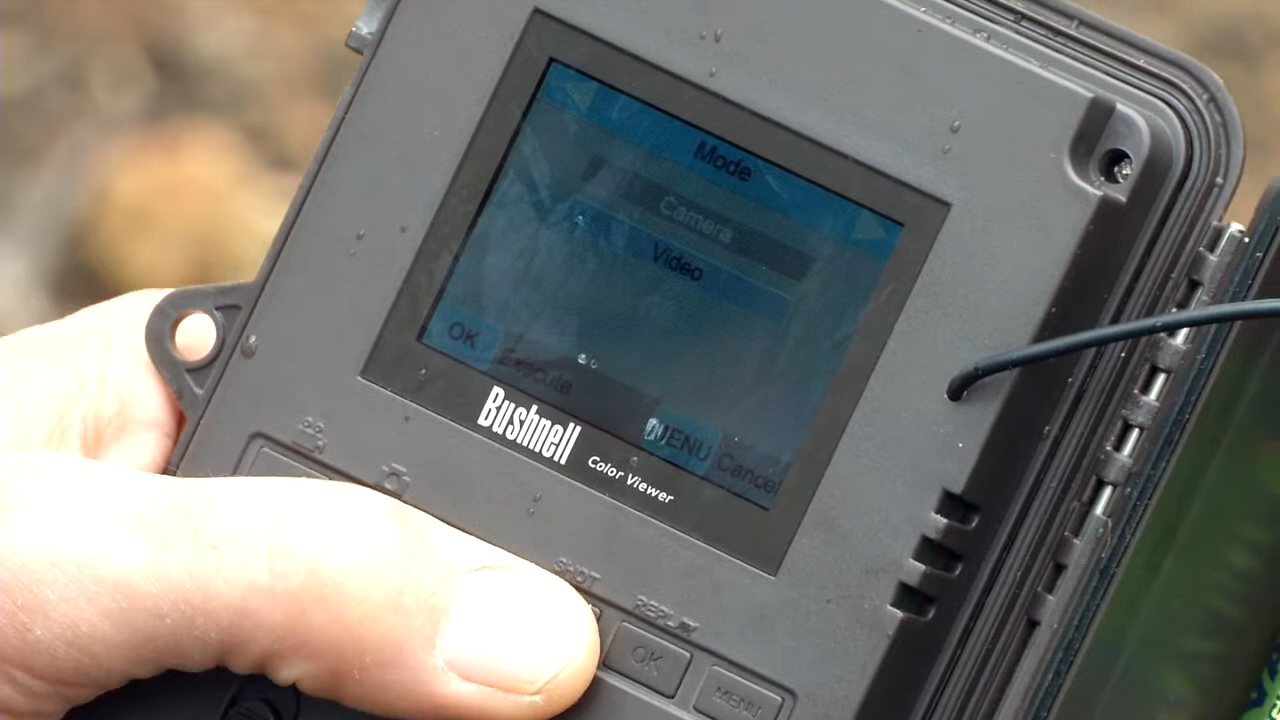 Mode
Camera
Video
OK Execute
MENU Cancel
Bushnell Color Viewer
SHOT
REPLAY
OK
MENU